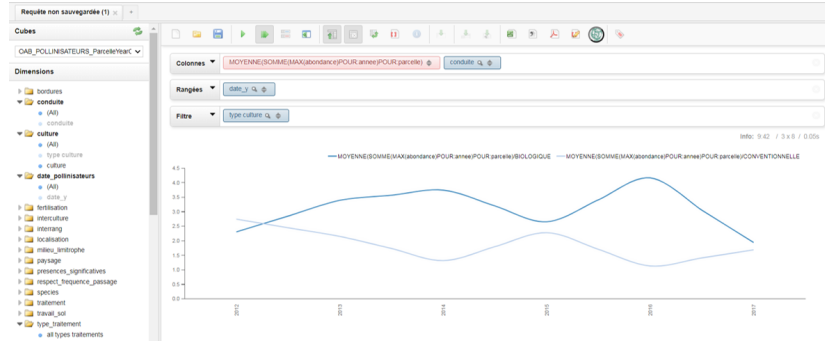 Requête non sauvegardée (1)
Cubes
OAB_POLLINISATEURS_ParcelleYearC
Dimensions
bordures
conduite
(All)
conduite
culture
(All)
type culture
culture
date_pollinisateurs
(All)
date_y
fertilisation
interculture
interrang
localisation
milieu_limitrophe
paysage
presences_significatives
respect_frequence_passage
species
traitement
travail_sol
type_traitement
all types traitements
Colonnes
MOYENNE(SOMME(MAX(abondance)POUR:annee)POUR:parcelle)
conduite
Rangées
date_y
Filtre
type culture
Info: 9:42 / 3 x 8 / 0.05s
MOYENNE(SOMME(MAX(abondance)POUR:annee)POUR:parcelle)/BIOLOGIQUE
MOYENNE(SOMME(MAX(abondance)POUR:annee)POUR:parcelle)/CONVENTIONNELLE
4.5
4.0
3.5
3.0
2.5
2.0
1.5
1.0
0.5
0.0
2012
2013
2014
2015
2016
2017